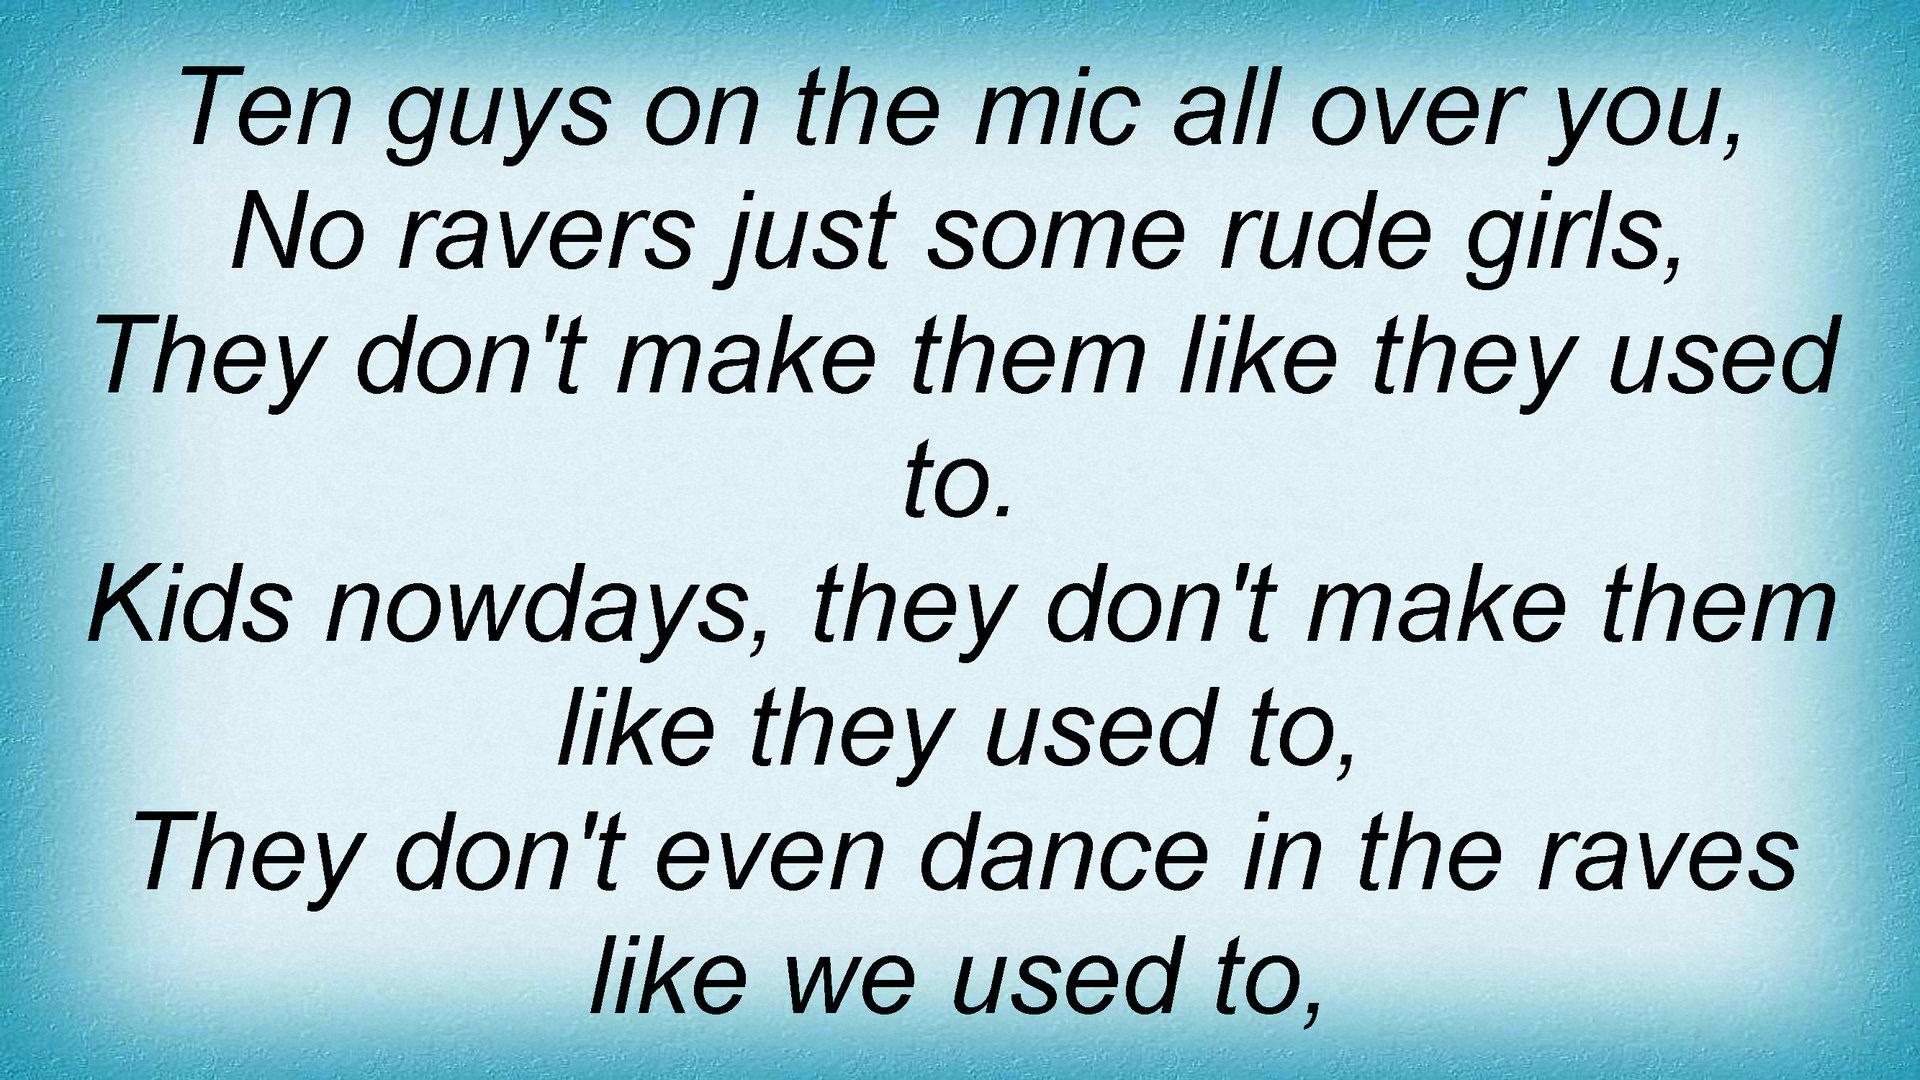 Ten guys on the mic all over you,
No ravers just some rude girls,
They don't make them like they used
to.
Kids nowdays, they don't make them
like they used to,
They don't even dance in the raves
like we used to,